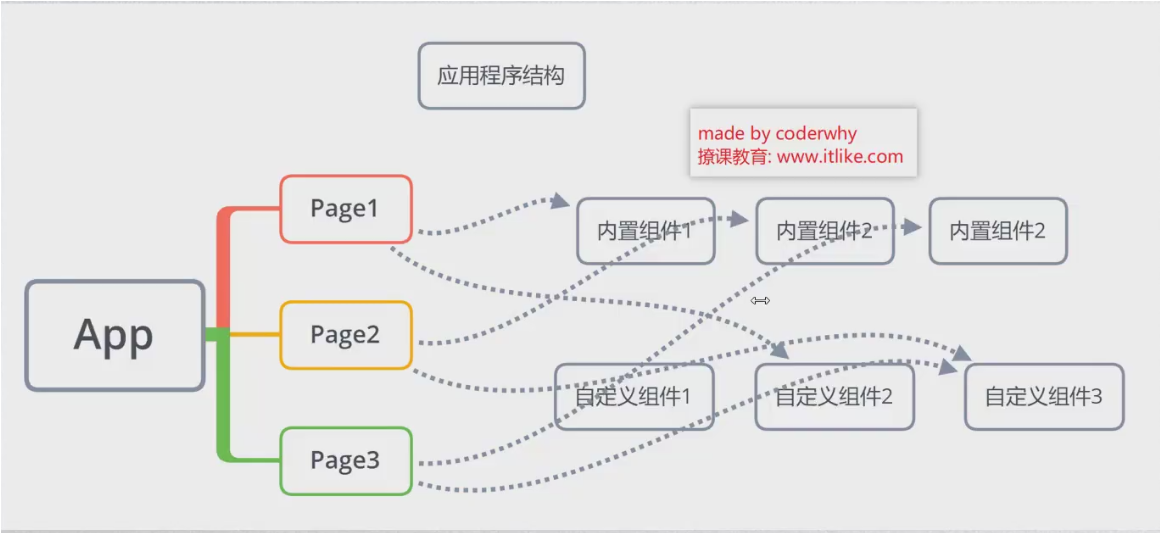 应用程序结构
made by coderwhy
撩课教育: www.itlike.com
Page1
内置组件1
内置组件2
内置组件2
App
Page2
自定义组件1
自定义组件2
自定义组件3
Page3